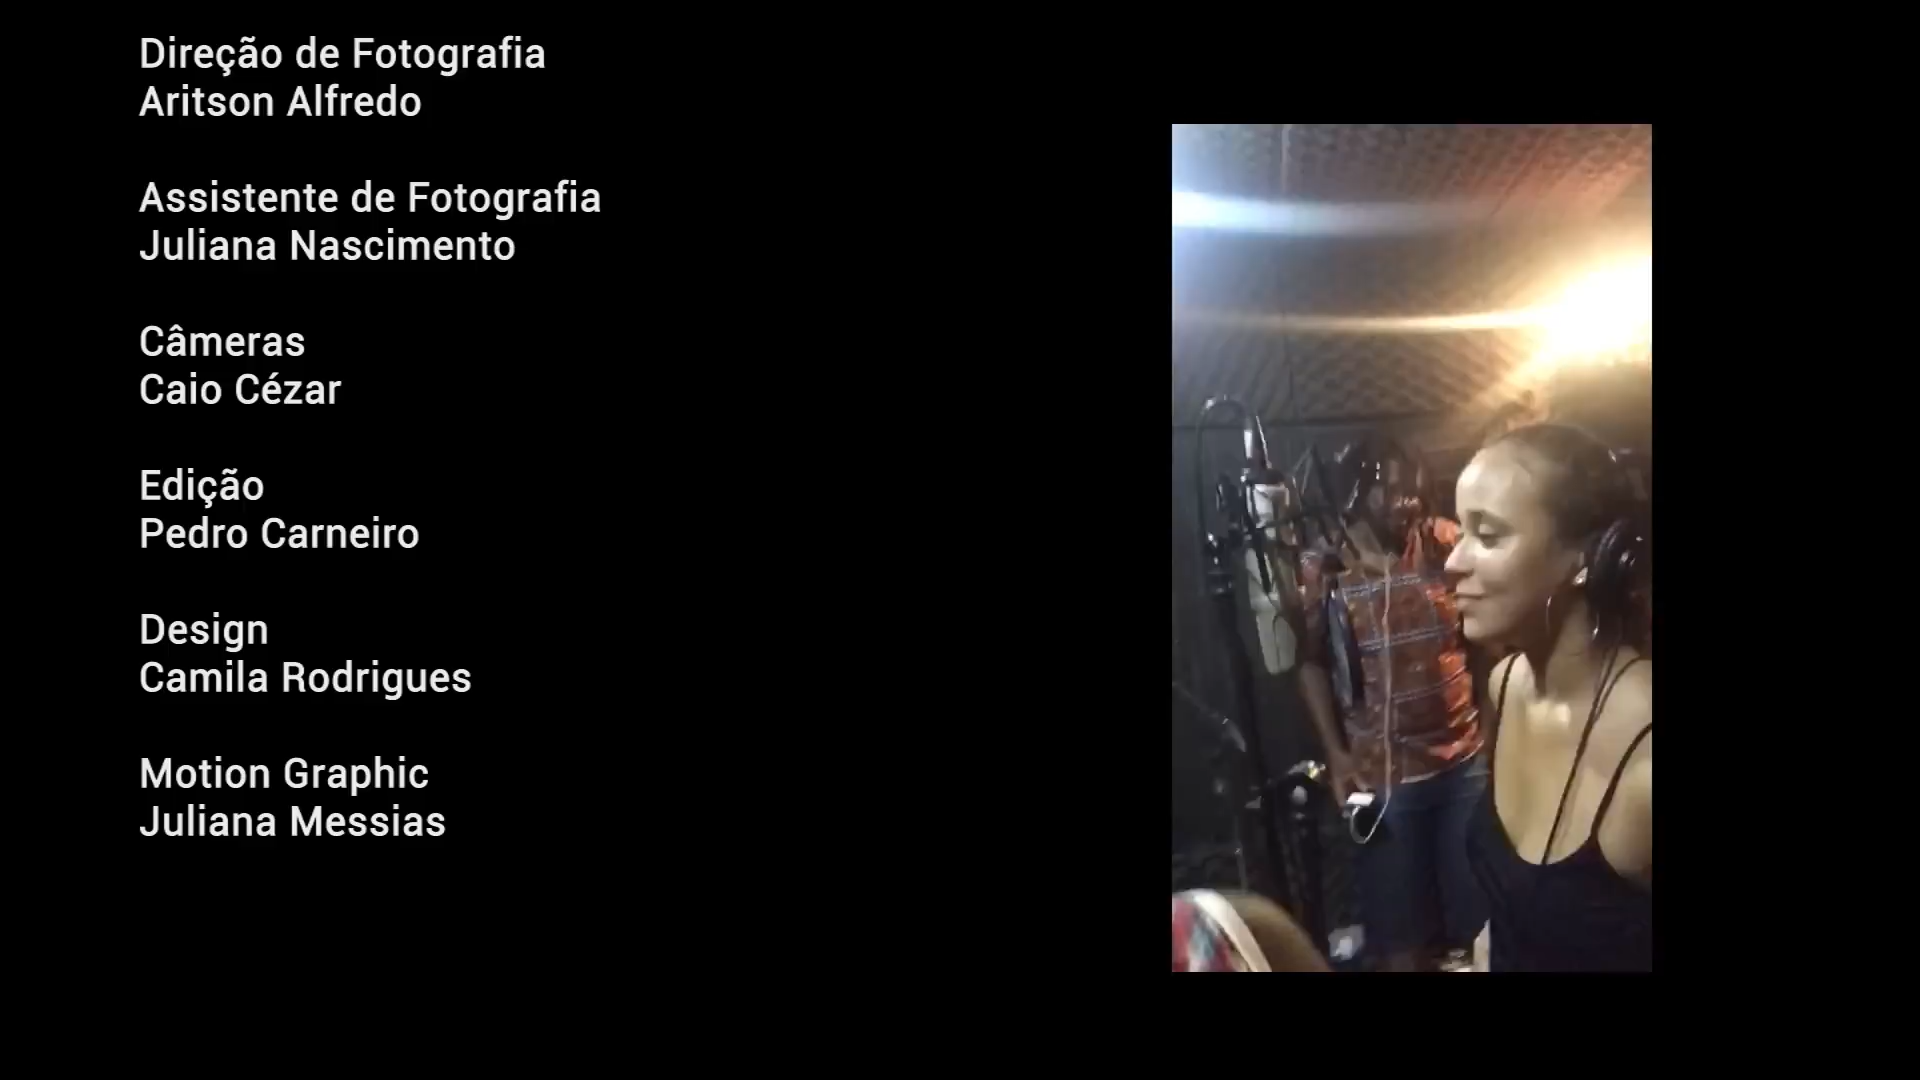 Direção de Fotografia
Aritson Alfredo
Assistente de Fotografia
Juliana Nascimento
Câmeras
Caio Cézar
Edição
Pedro Carneiro
Design
Camila Rodrigues
Motion Graphic
Juliana Messias